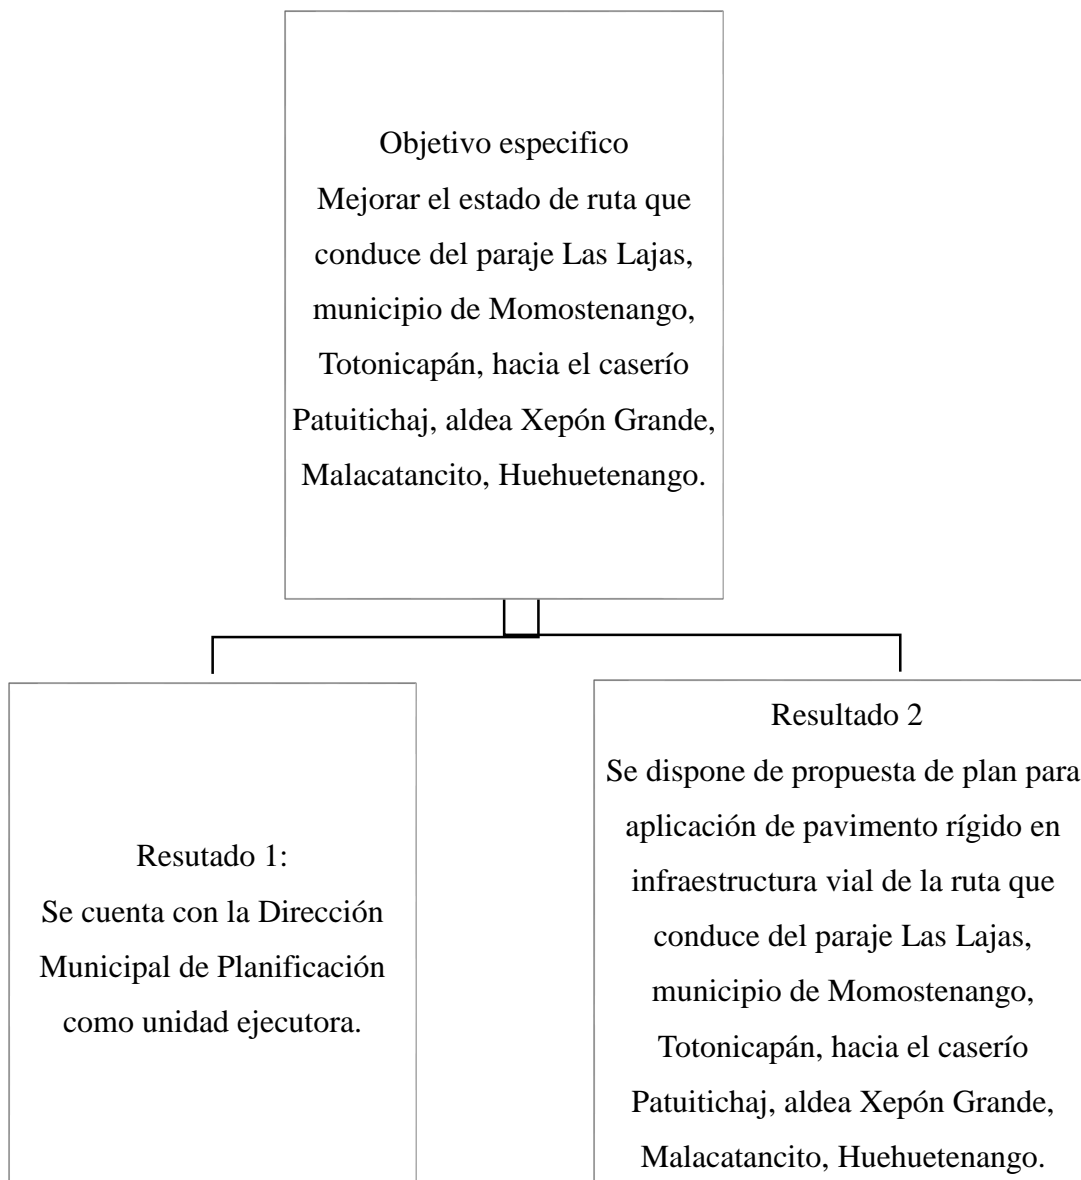 Objetivo especifico
Mejorar el estado de ruta que
conduce del paraje Las Lajas,
municipio de Momostenango,
Totonicapán, hacia el caserío
Patuitichaj, aldea Xepón Grande,
Malacatancito, Huehuetenango.
Resutado 1:
Se cuenta con la Dirección
Municipal de Planificación
como unidad ejecutora.
Resultado 2
Se dispone de propuesta de plan para
aplicación de pavimento rígido en
infraestructura vial de la ruta que
conduce del paraje Las Lajas,
municipio de Momostenango,
Totonicapán, hacia el caserío
Patuitichaj, aldea Xepón Grande,
Malacatancito, Huehuetenango.